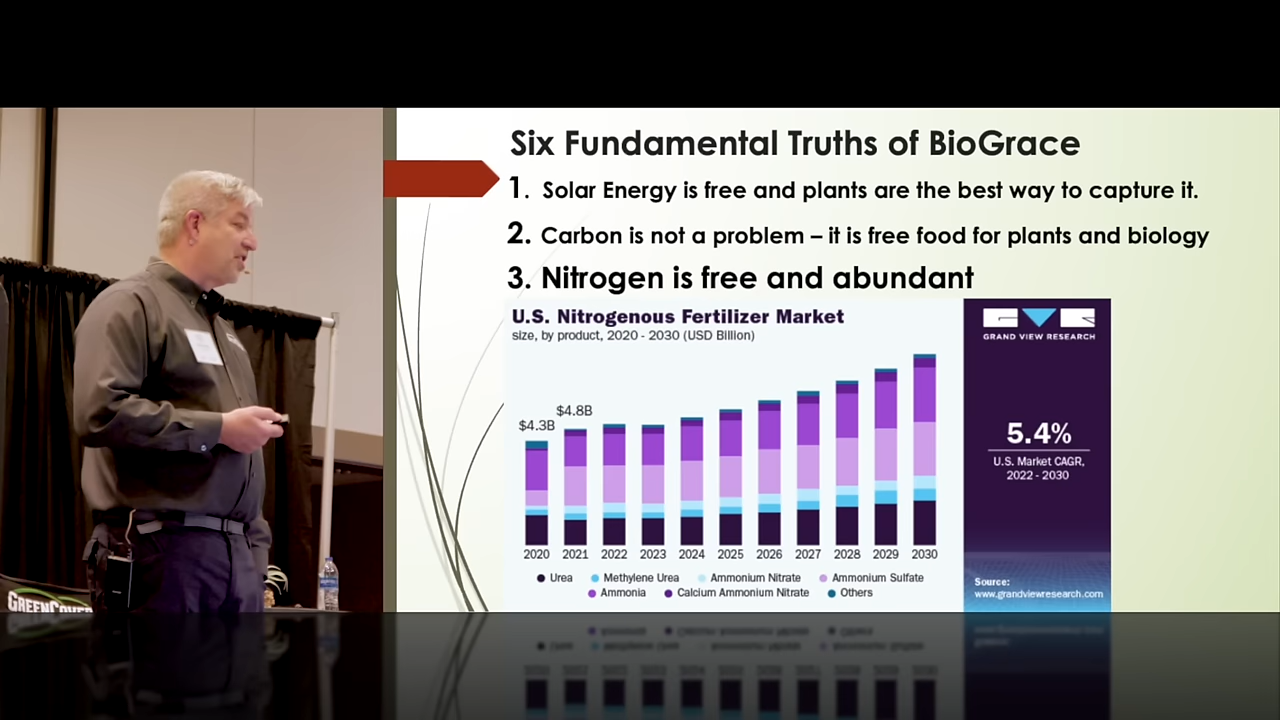 Six Fundamental Truths of BioGrace
1. Solar Energy is free and plants are the best way to capture it.
2. Carbon is not a problem – it is free food for plants and biology
3. Nitrogen is free and abundant
U.S. Nitrogenous Fertilizer Market
size, by product, 2020 - 2030 (USD Billion)
$4.3B
$4.8B
2020 2021 2022 2023 2024 2025 2026 2027 2028 2029 2030
Urea Methylene Urea Ammonium Nitrate Ammonium Sulfate
Ammonia Calcium Ammonium Nitrate Others
GRAND VIEW RESEARCH
5.4%
U.S. Market CAGR,
2022 - 2030
Source:
www.grandviewresearch.com
GREENCOVER